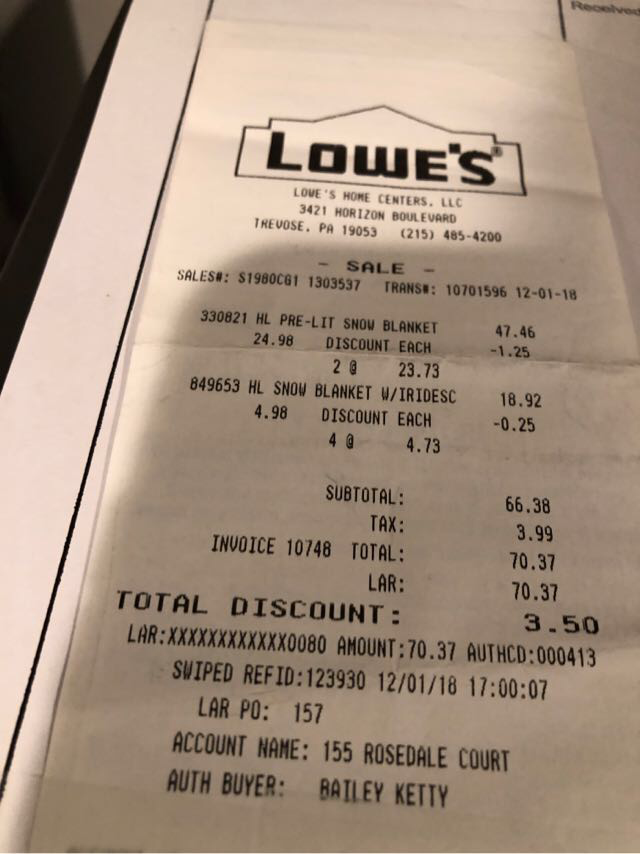 Received
LOWE'S®
LOWE'S HOME CENTERS, LLC
3421 HORIZON BOULEVARD
TREVOSE, PA 19053 (215) 485-4200
- SALE -
SALES#: S1980CG1 1303537 TRANS#: 10701596 12-01-18
330821 HL PRE-LIT SNOW BLANKET 47.46
24.98 DISCOUNT EACH -1.25
2 @ 23.73
849653 HL SNOW BLANKET W/IRIDESC 18.92
4.98 DISCOUNT EACH -0.25
4 @ 4.73
SUBTOTAL: 66.38
TAX: 3.99
INVOICE 10748 TOTAL: 70.37
LAR: 70.37
TOTAL DISCOUNT: 3.50
LAR:XXXXXXXXXXXX0080 AMOUNT:70.37 AUTHCD:000413
SWIPED REFID:123930 12/01/18 17:00:07
LAR PO: 157
ACCOUNT NAME: 155 ROSEDALE COURT
AUTH BUYER: BAILEY KETTY